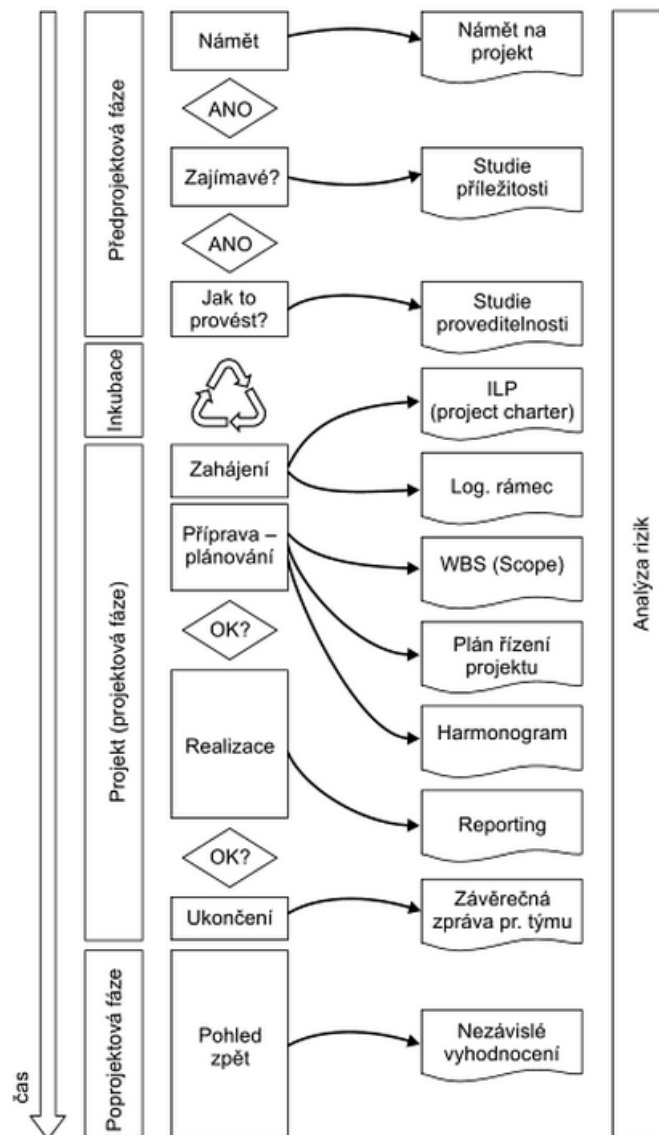 Námět
Námět na
projekt
ANO
Předprojektová fáze
Zajímavé?
Studie
příležitosti
ANO
Jak to
provést?
Studie
proveditelnosti
Inkubace
ILP
(project charter)
Zahájení
Log. rámec
Příprava –
plánování
WBS (Scope)
Analýza rizik
OK?
Plán řízení
projektu
Projekt (projektová fáze)
Realizace
Harmonogram
Reporting
OK?
Ukončení
Závěrečná
zpráva pr. týmu
Poprojektová fáze
Pohled
zpět
Nezávislé
vyhodnocení
čas